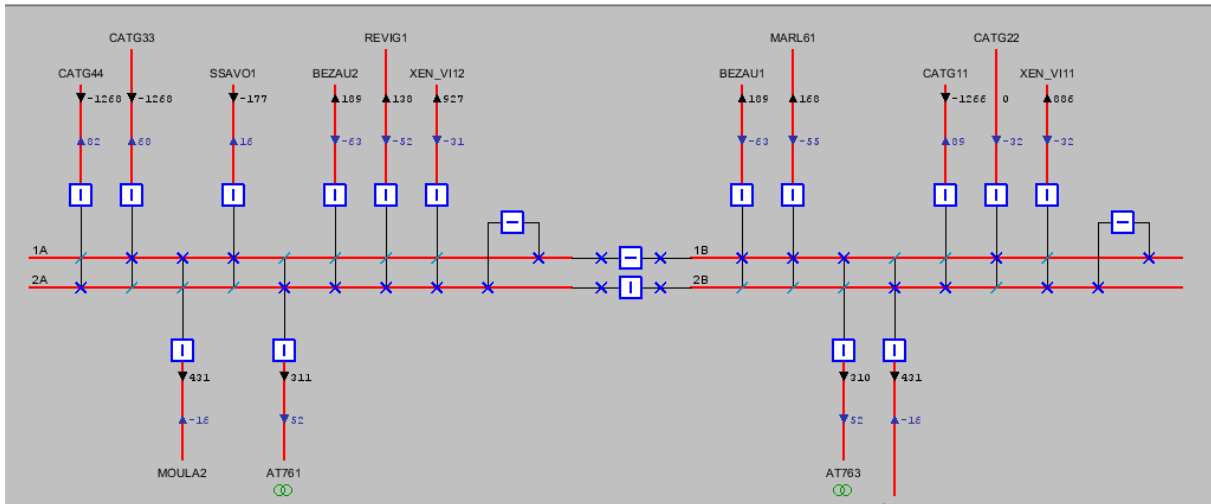 CATG33 REVIG1 MARL61 CATG22
CATG44 SSAVO1 BEZAU2 XEN_VI12 BEZAU1 CATG11 XEN_VI11
-1268 -1268 -177 189 138 927 189 168 -1266 0 886
82 68 16 -63 -52 -31 -63 -55 89 -32 -32
1A 1B
2A 2B
431 311 310 431
-16 52 52 -16
MOULA2 AT761 AT763